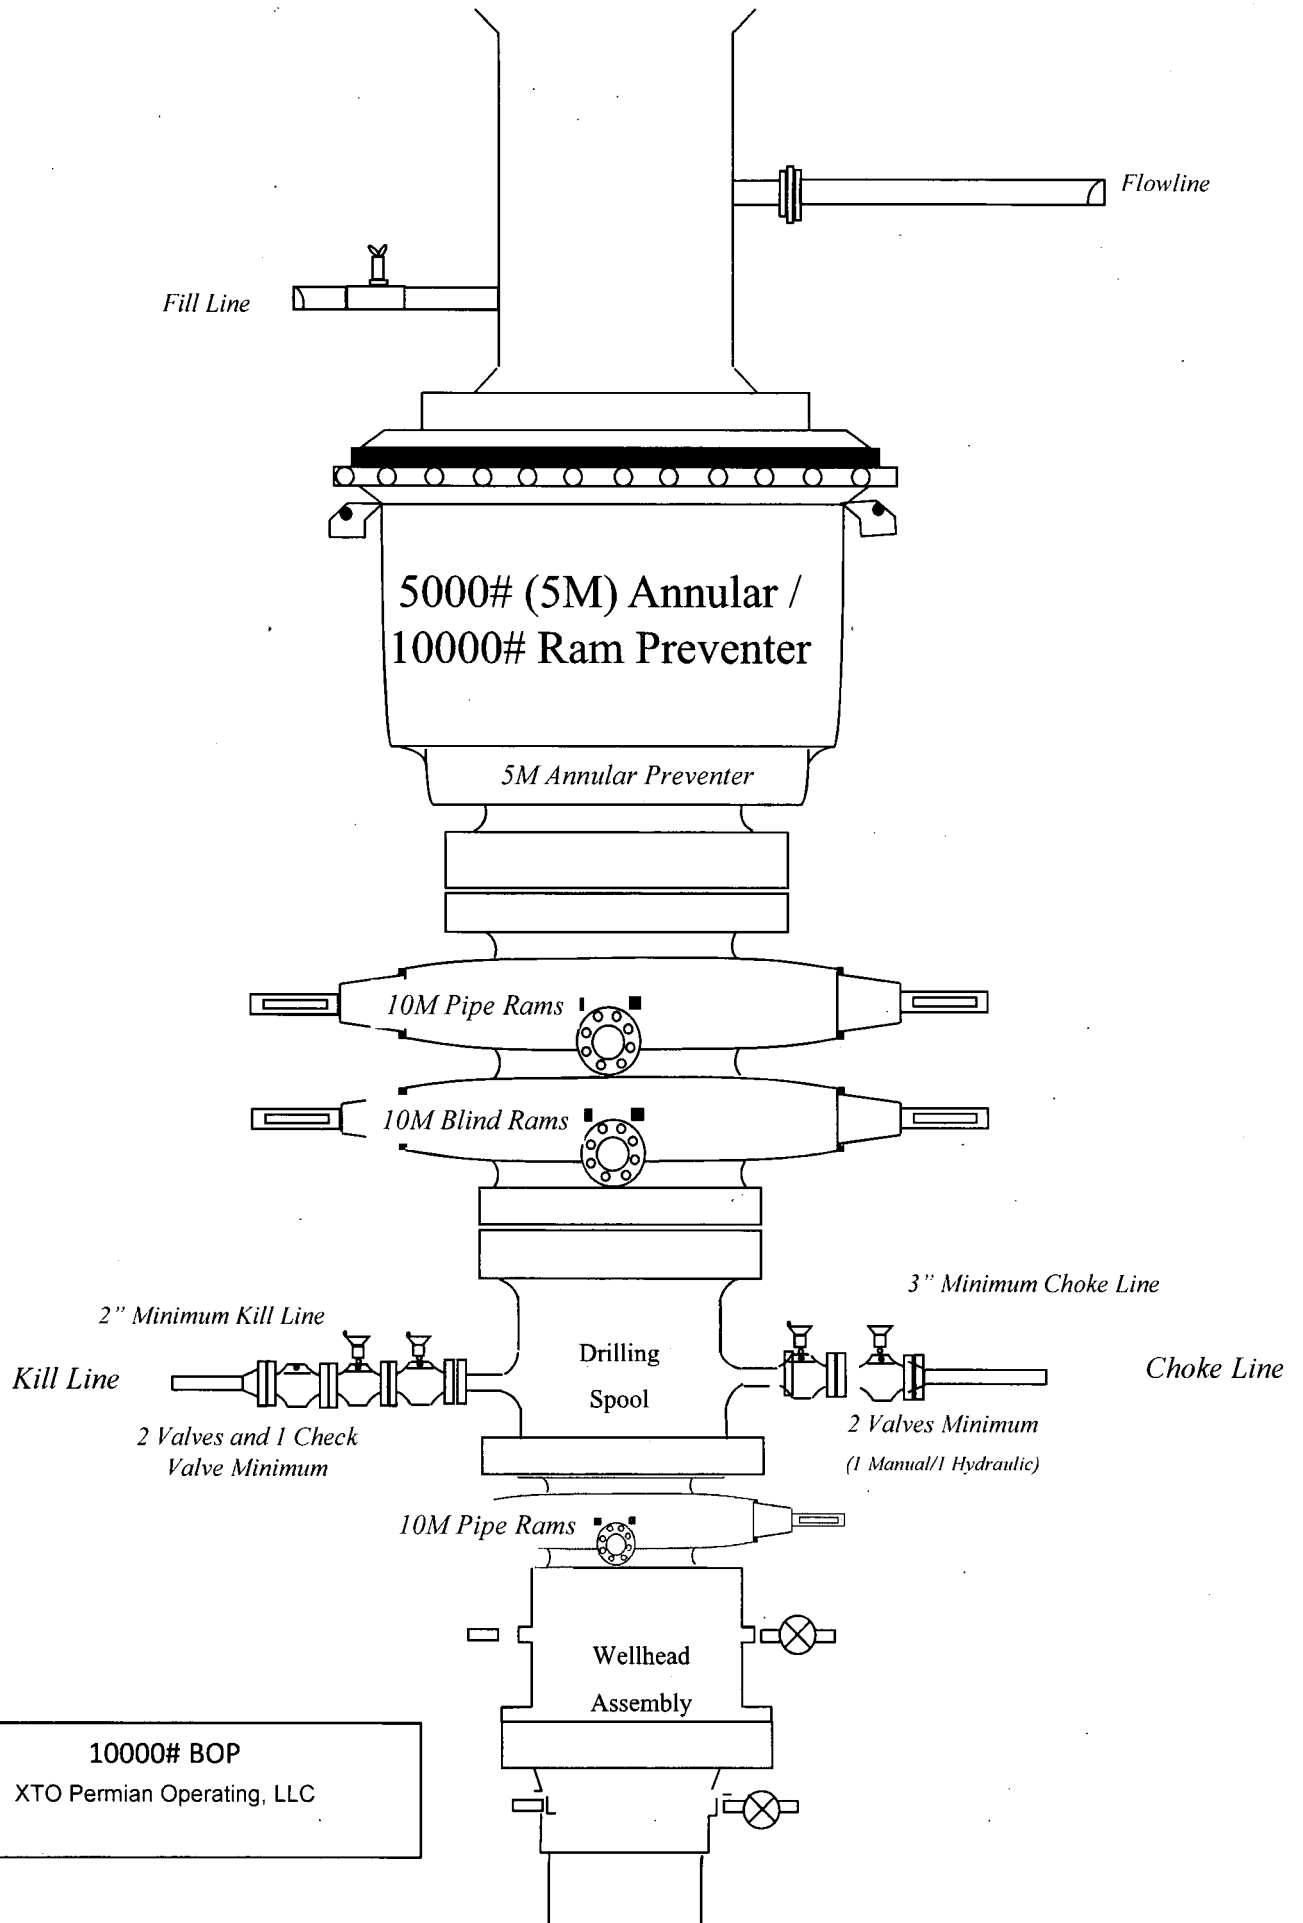 Flowline
Fill Line
5000# (5M) Annular /
10000# Ram Preventer
5M Annular Preventer
10M Pipe Rams
10M Blind Rams
3” Minimum Choke Line
2” Minimum Kill Line
Drilling
Spool
Kill Line
Choke Line
2 Valves and 1 Check
Valve Minimum
2 Valves Minimum
(1 Manual/1 Hydraulic)
10M Pipe Rams
Wellhead
Assembly
10000# BOP
XTO Permian Operating, LLC